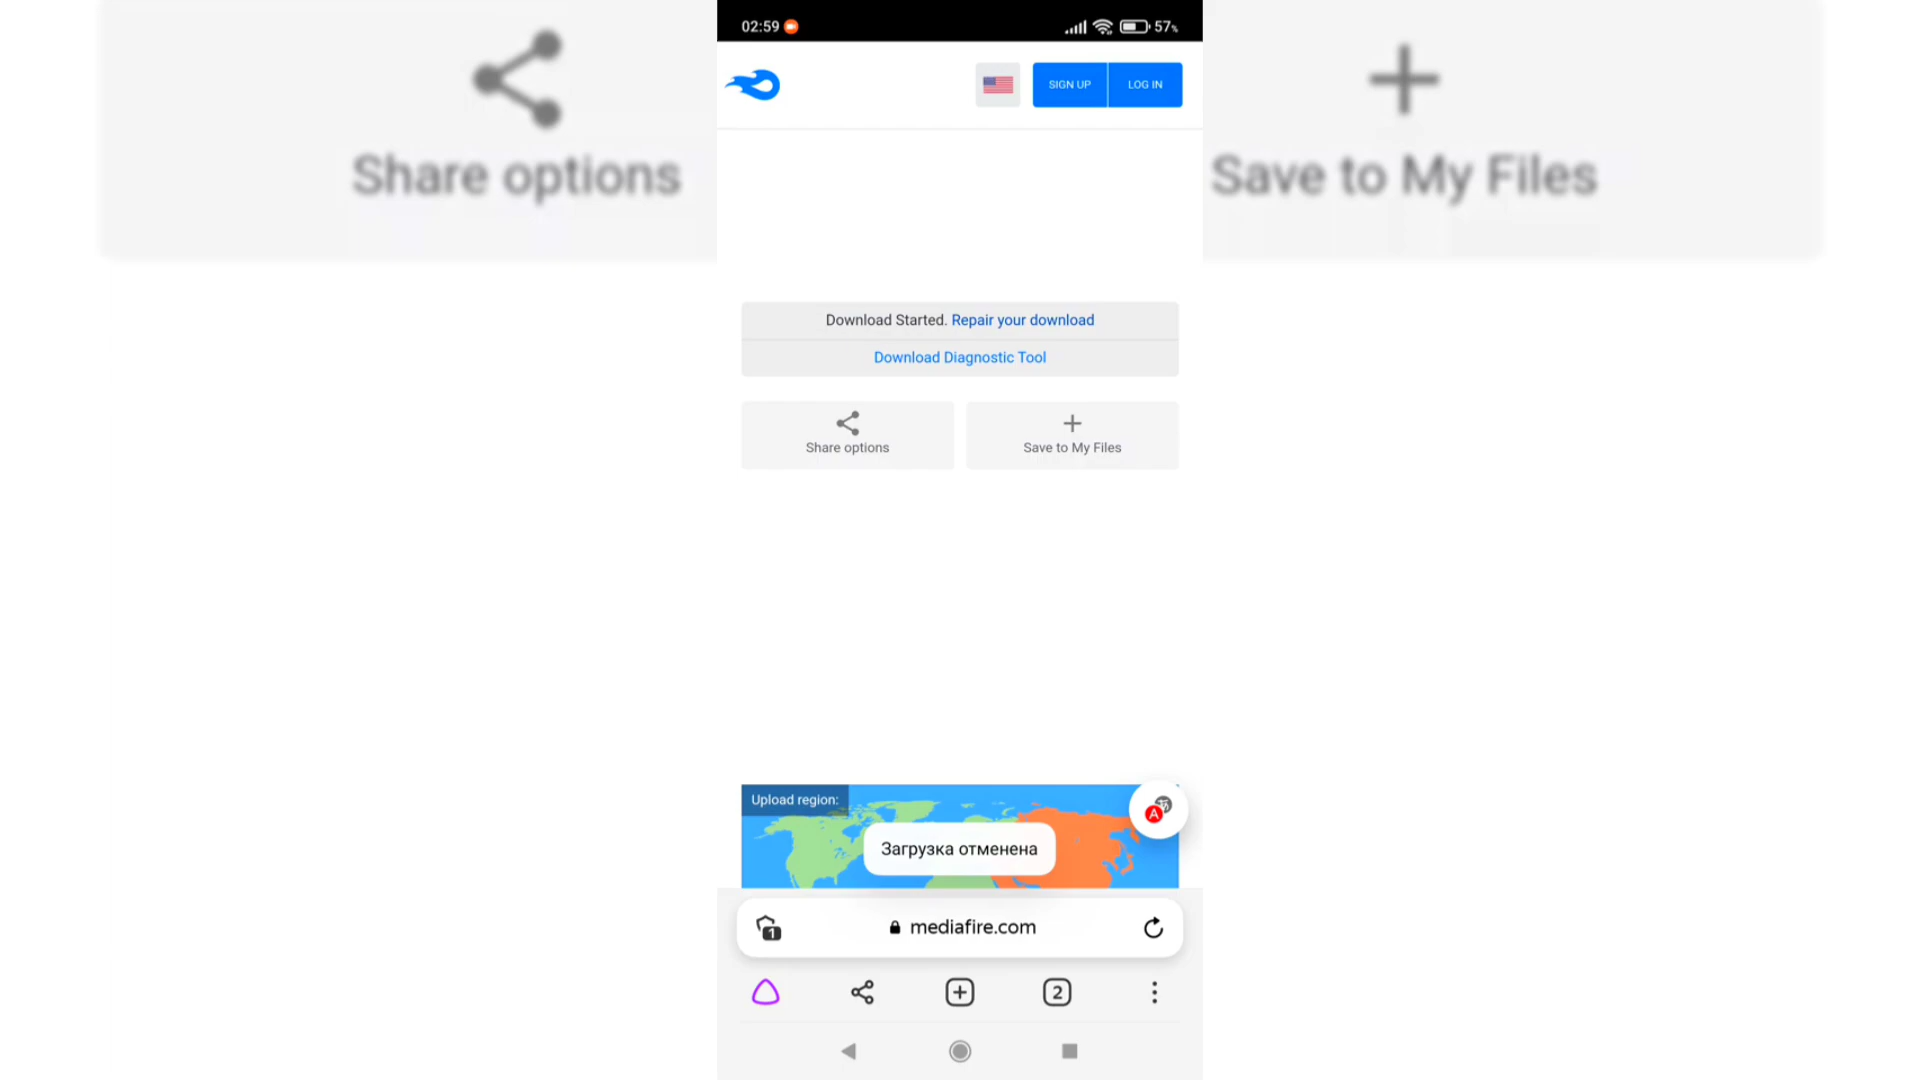 02:59
57%
SIGN UP
LOG IN
Share options
Save to My Files
Download Started. Repair your download
Download Diagnostic Tool
Share options
Save to My Files
Upload region:
A
Загрузка отменена
1
mediafire.com
2